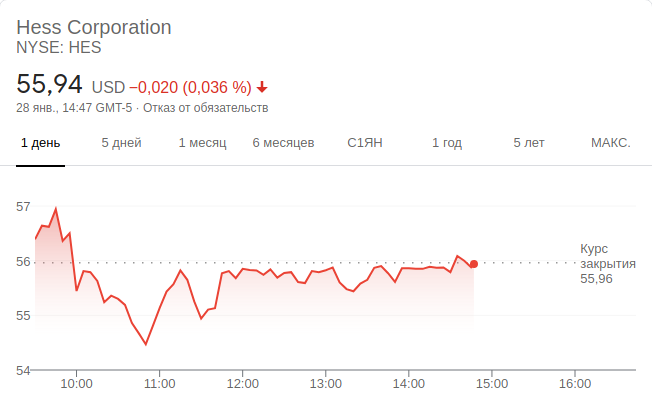 Hess Corporation
NYSE: HES
55,94 USD −0,020 (0,036 %)
28 янв., 14:47 GMT-5 · Отказ от обязательств
1 день 5 дней 1 месяц 6 месяцев С1ЯН 1 год 5 лет МАКС.
57
56
55
54
Курс
закрытия
55,96
10:00 11:00 12:00 13:00 14:00 15:00 16:00